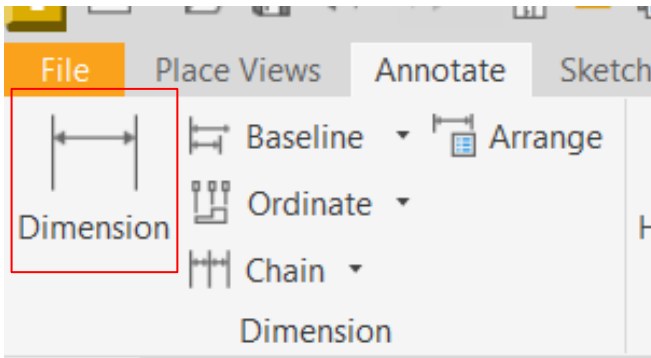 File Place Views Annotate Sketch
Dimension
Baseline
Arrange
Ordinate
Chain
Dimension